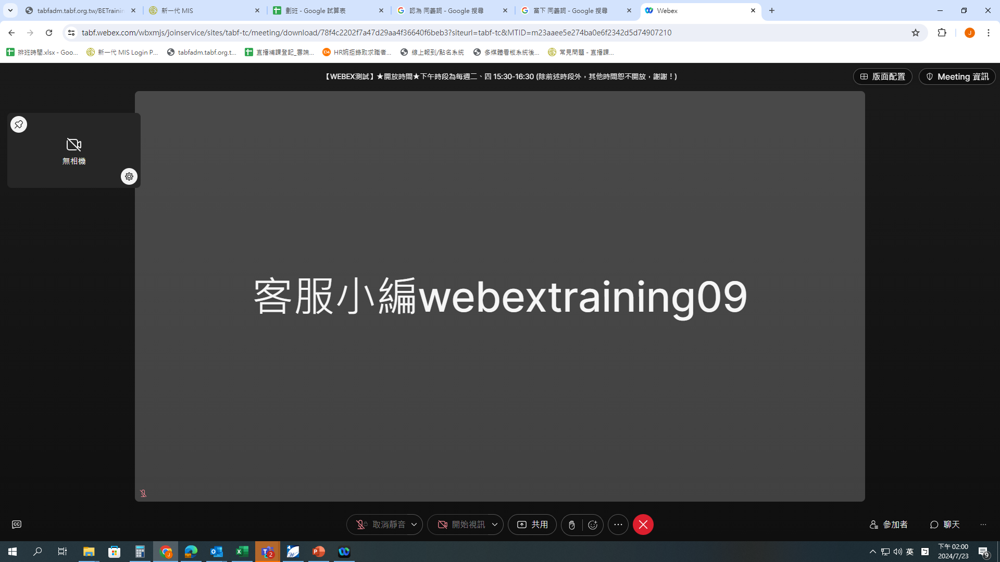 tabfadm.tabf.org.tw/BETrainin
新一代 MIS
劃班 - Google 試算表
認為 同義詞 - Google 搜尋
當下 同義詞 - Google 搜尋
Webex
tabf.webex.com/wbxmjs/joinservice/sites/tabf-tc/meeting/download/78f4c2202f7a47d29aa4f36640f6beb3?siteurl=tabf-tc&MTID=m23aaee5e274ba0e6f2342d5d74907210
J
排班時間.xlsx - Goo...
新一代 MIS Login P...
tabfadm.tabf.org.t...
直播補課登記_雲端...
104
HR婉拒錄取求職者...
線上報到/點名系統
多媒體看板系統後...
常見問題 - 直播課...
【WEBEX測試】★開放時間★下午時段為每週二、四 15:30-16:30 (除前述時段外，其他時間恕不開放，謝謝！)
版面配置
Meeting 資訊
無相機
客服小編webextraining09
CC
取消靜音
開始視訊
共用
參加者
聊天
英
下午 02:00
2024/7/23
9
2